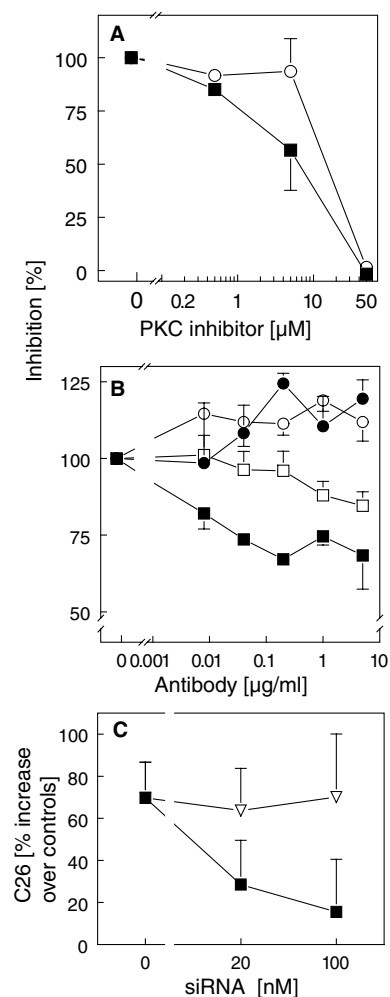 A
100
75
50
25
0
0 0.2 1 10 50
PKC inhibitor [µM]
Inhibition [%]
B
125
100
75
50
0 0.001 0.01 0.1 1 10
Antibody [µg/ml]
C
100
80
60
40
20
0
0 20 100
siRNA [nM]
C26 [% increase
over controls]